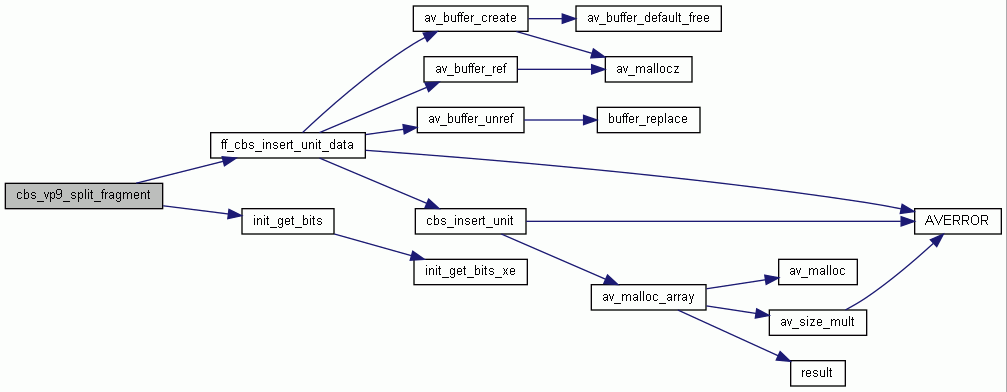 av_buffer_create
av_buffer_default_free
av_buffer_ref
av_mallocz
av_buffer_unref
buffer_replace
ff_cbs_insert_unit_data
cbs_vp9_split_fragment
init_get_bits
cbs_insert_unit
AVERROR
init_get_bits_xe
av_malloc
av_malloc_array
av_size_mult
result